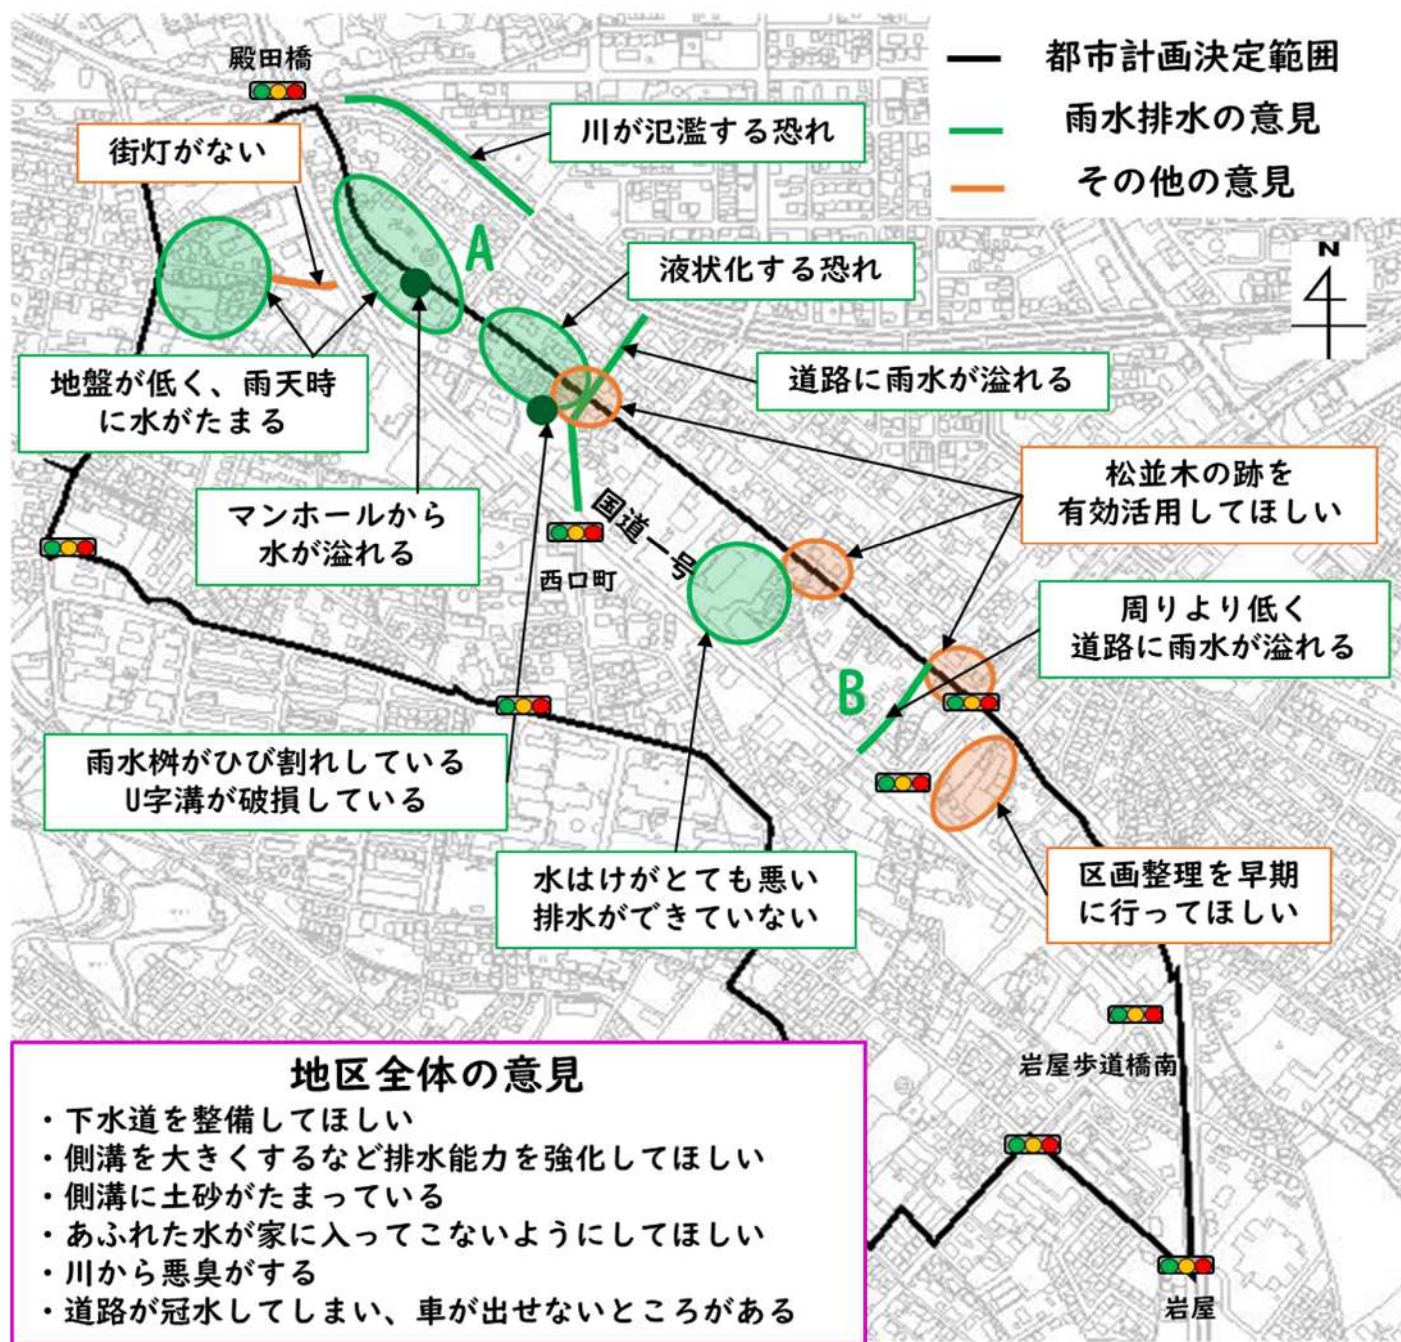 殿田橋
都市計画決定範囲
雨水排水の意見
その他の意見
川が氾濫する恐れ
街灯がない
A
液状化する恐れ
N
地盤が低く、雨天時
に水がたまる
道路に雨水が溢れる
マンホールから
水が溢れる
松並木の跡を
有効活用してほしい
国道一号
西口町
周りより低く
道路に雨水が溢れる
B
雨水桝がひび割れしている
U字溝が破損している
水はけがとても悪い
排水ができていない
区画整理を早期
に行ってほしい
岩屋歩道橋南
岩屋
地区全体の意見
・下水道を整備してほしい
・側溝を大きくするなど排水能力を強化してほしい
・側溝に土砂がたまっている
・あふれた水が家に入ってこないようにしてほしい
・川から悪臭がする
・道路が冠水してしまい、車が出せないところがある